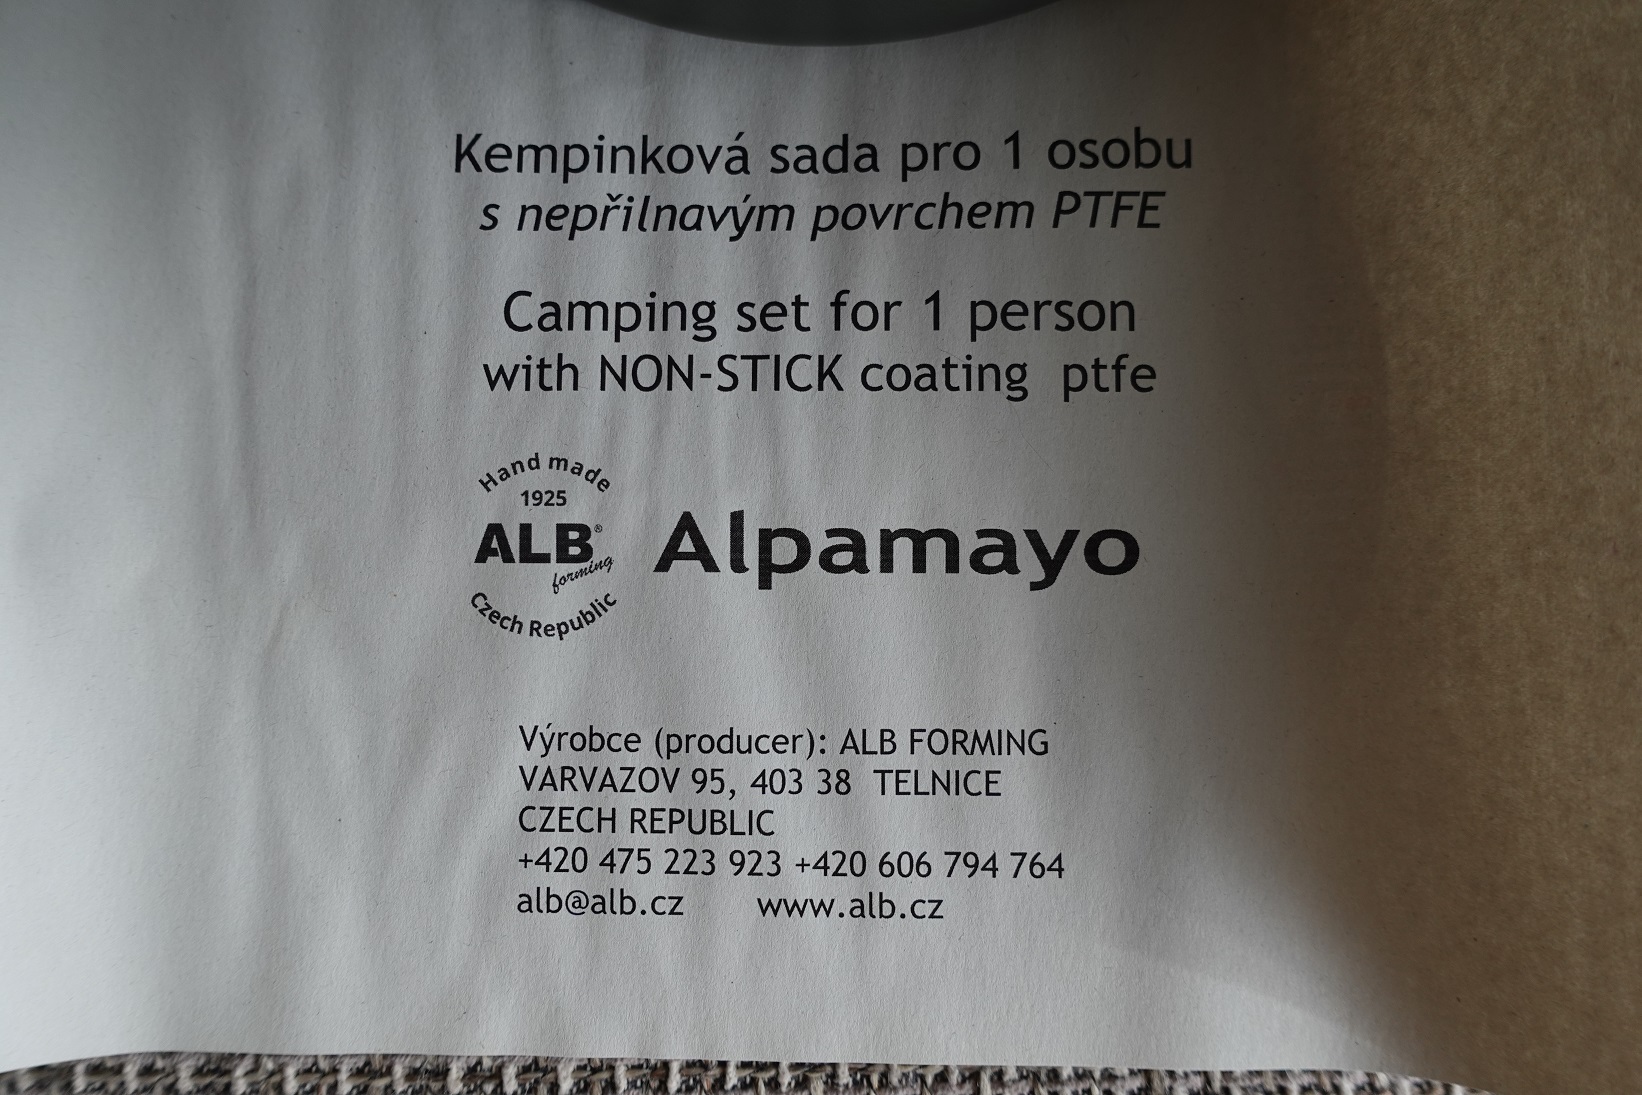 Kempinková sada pro 1 osobu
s nepřilnavým povrchem PTFE
Camping set for 1 person
with NON-STICK coating  ptfe
Hand made
1925
ALB®
forming
Czech Republic
Alpamayo
Výrobce (producer): ALB FORMING
VARVAZOV 95, 403 38  TELNICE
CZECH REPUBLIC
+420 475 223 923 +420 606 794 764
alb@alb.cz        www.alb.cz